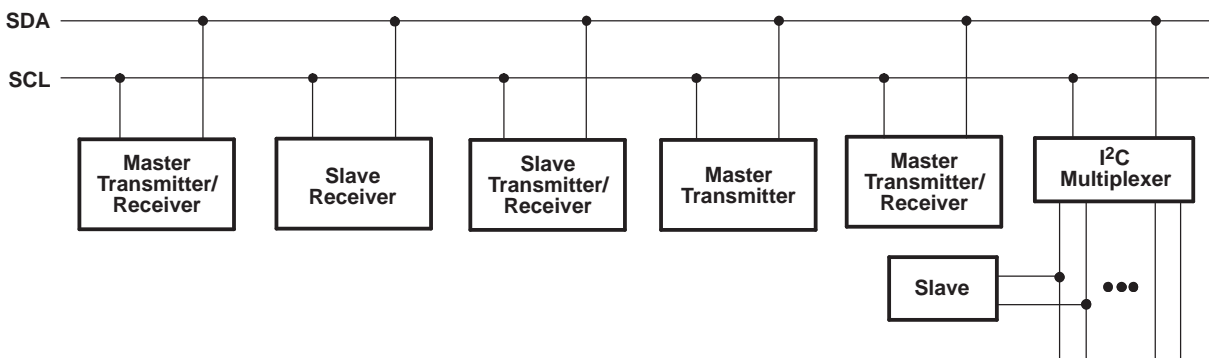 SDA
SCL
Master
Transmitter/
Receiver
Slave
Receiver
Slave
Transmitter/
Receiver
Master
Transmitter
Master
Transmitter/
Receiver
I²C
Multiplexer
Slave